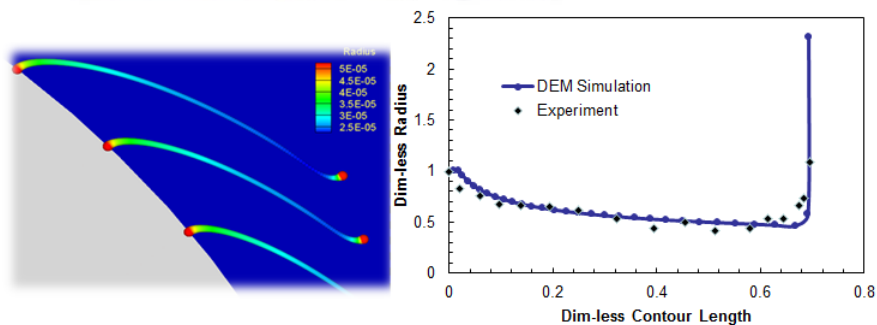 Radius
5E-05
4.5E-05
4E-05
3.5E-05
3E-05
2.5E-05
2.5
2
1.5
1
0.5
0
Dim-less Radius
DEM Simulation
Experiment
0 0.2 0.4 0.6 0.8
Dim-less Contour Length